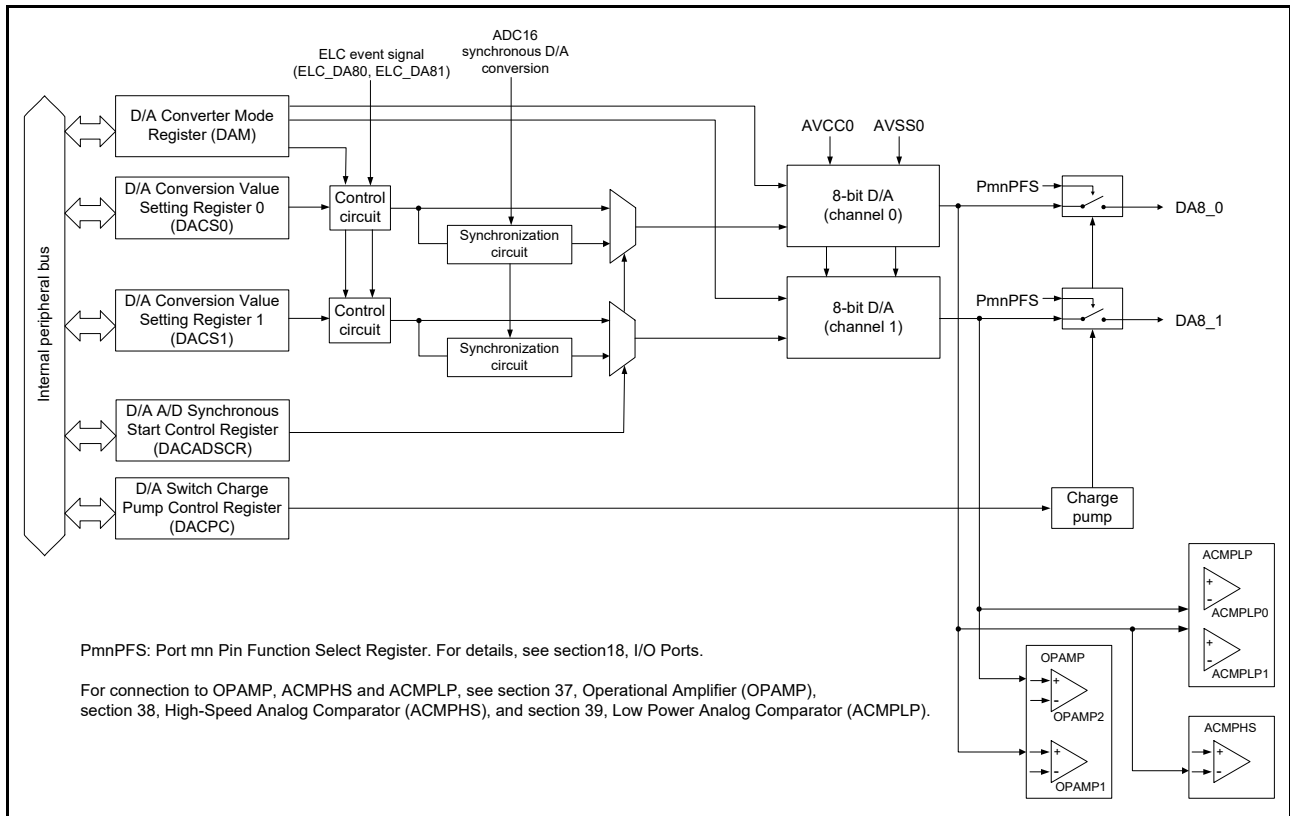 ADC16
synchronous D/A
conversion
ELC event signal
(ELC_DA80, ELC_DA81)
Internal peripheral bus
D/A Converter Mode
Register (DAM)
AVCC0
AVSS0
D/A Conversion Value
Setting Register 0
(DACS0)
Control
circuit
Synchronization
circuit
8-bit D/A
(channel 0)
PmnPFS
DA8_0
D/A Conversion Value
Setting Register 1
(DACS1)
Control
circuit
Synchronization
circuit
8-bit D/A
(channel 1)
PmnPFS
DA8_1
D/A A/D Synchronous
Start Control Register
(DACADSCR)
D/A Switch Charge
Pump Control Register
(DACPC)
Charge
pump
ACMPLP
+
-
ACMPLP0
+
-
ACMPLP1
OPAMP
+
-
OPAMP2
+
-
OPAMP1
ACMPHS
+
-
PmnPFS: Port mn Pin Function Select Register. For details, see section18, I/O Ports.
For connection to OPAMP, ACMPHS and ACMPLP, see section 37, Operational Amplifier (OPAMP),
section 38, High-Speed Analog Comparator (ACMPHS), and section 39, Low Power Analog Comparator (ACMPLP).